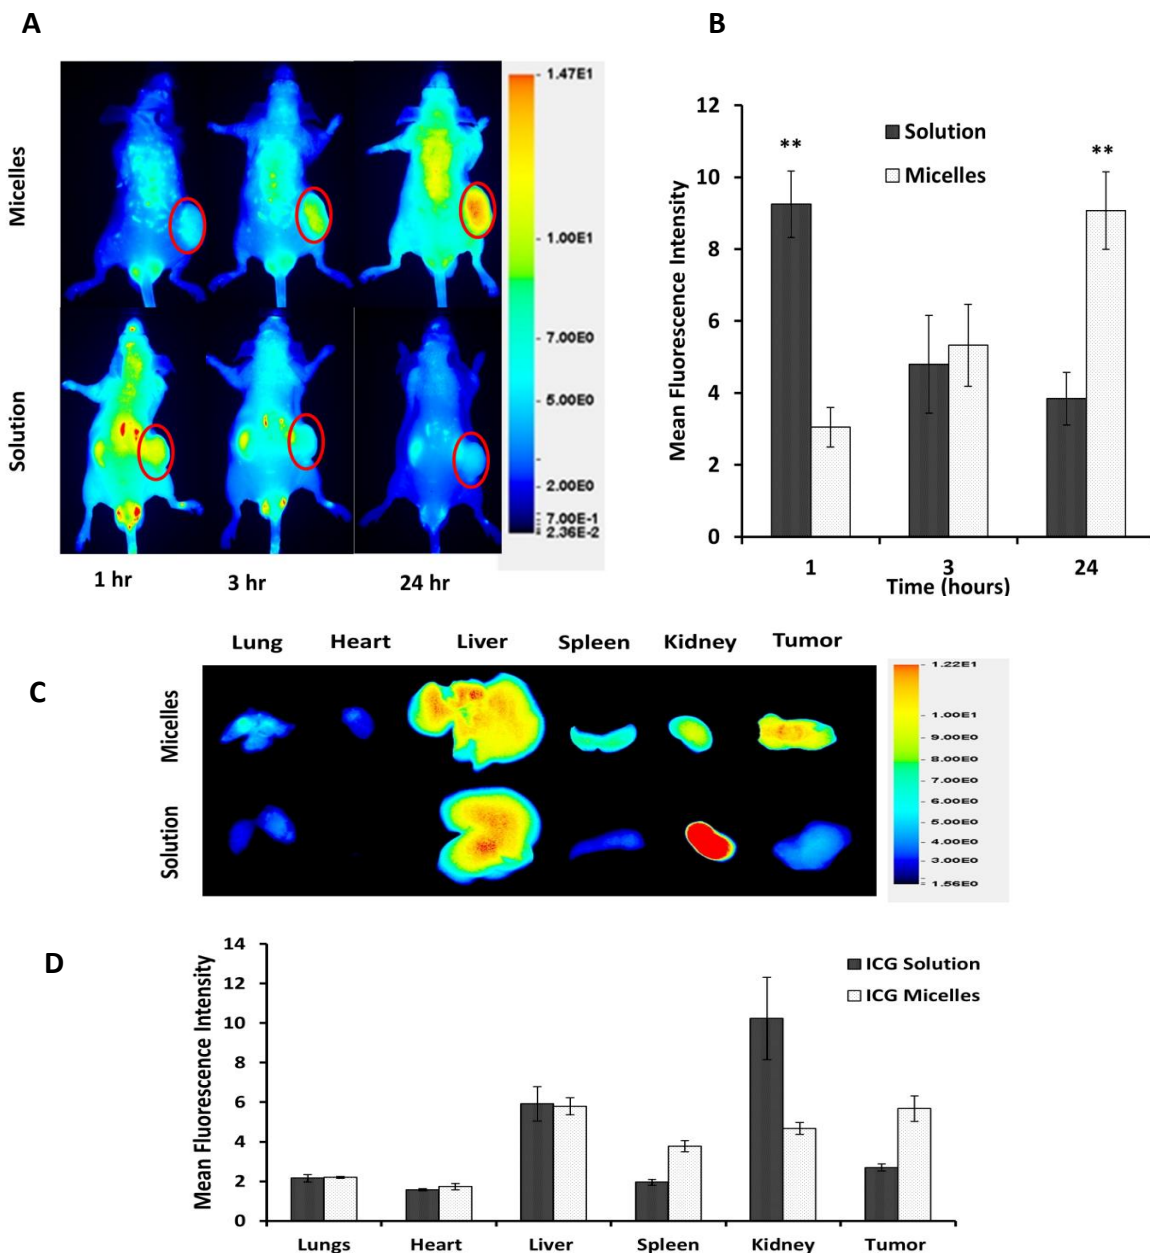 A
B
Micelles
Solution
1 hr
3 hr
24 hr
1.47E1
1.00E1
7.00E0
5.00E0
2.00E0
7.00E-1
2.36E-2
Mean Fluorescence Intensity
12
10
8
6
4
2
0
Solution
Micelles
**
**
1
3
24
Time (hours)
C
Lung Heart Liver Spleen Kidney Tumor
Micelles
Solution
1.22E1
1.00E1
9.00E0
8.00E0
7.00E0
6.00E0
5.00E0
4.00E0
3.00E0
1.56E0
D
Mean Fluorescence Intensity
14
12
10
8
6
4
2
0
ICG Solution
ICG Micelles
Lungs Heart Liver Spleen Kidney Tumor